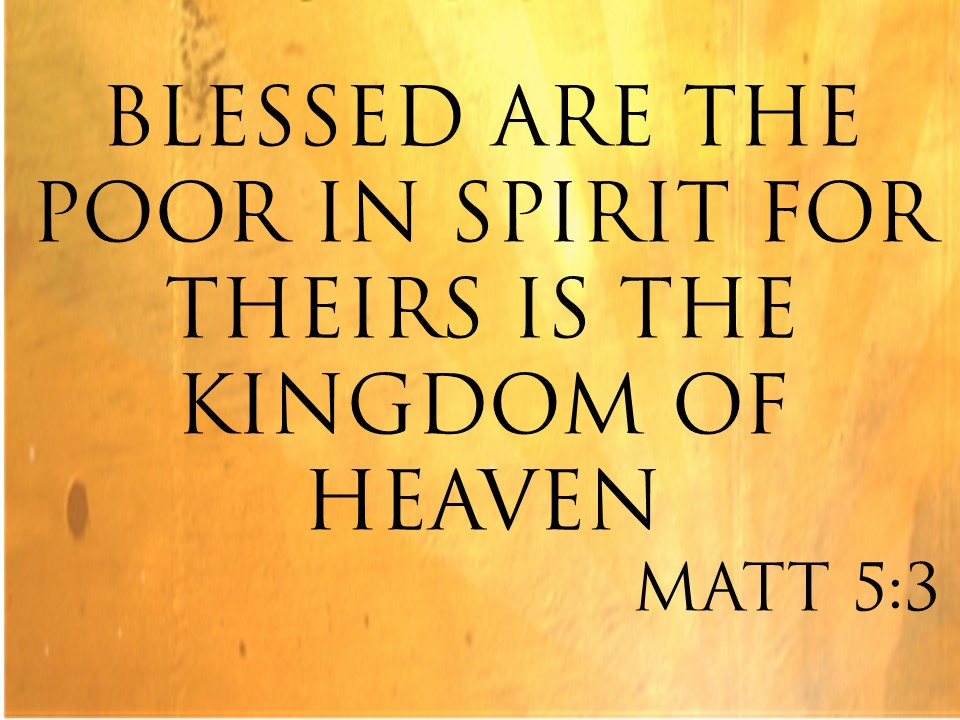 BLESSED ARE THE
POOR IN SPIRIT FOR
THEIRS IS THE
KINGDOM OF
HEAVEN
MATT 5:3